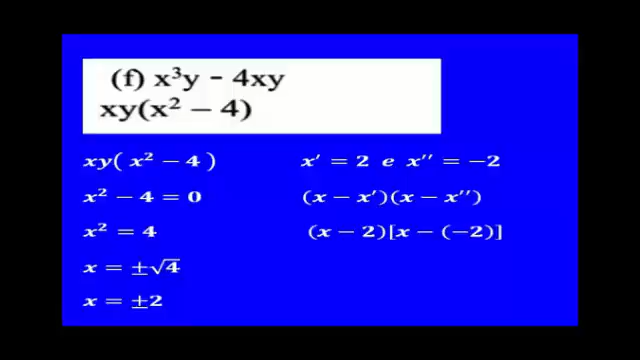 (f) x³y - 4xy
xy(x² – 4)
xy( x² − 4 )
x² − 4 = 0
x² = 4
x = ±√4
x = ±2
x′ = 2 e x′′ = −2
(x − x′)(x − x′′)
(x − 2)[x − (−2)]